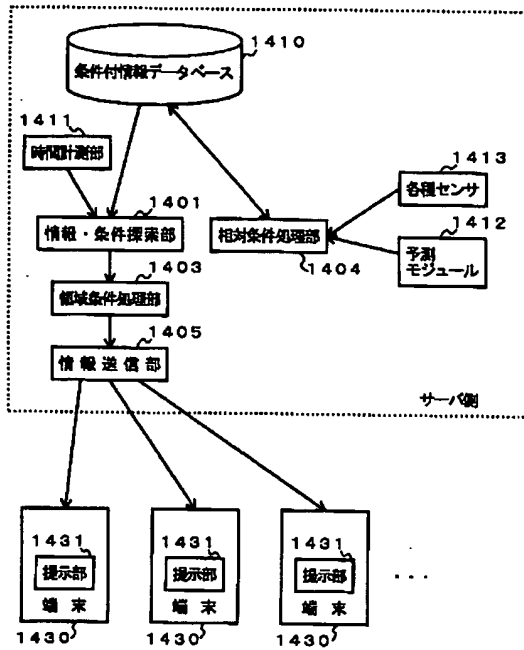 1410
条件付情報データベース
1411
時間計測部
1413
各種センサ
1401
情報・条件探索部
相対条件処理部
1404
1412
予測
モジュール
1403
領域条件処理部
1405
情報送信部
サーバ側
1431
提示部
端末
1430
1431
提示部
端末
1430
1431
提示部
端末
1430
...